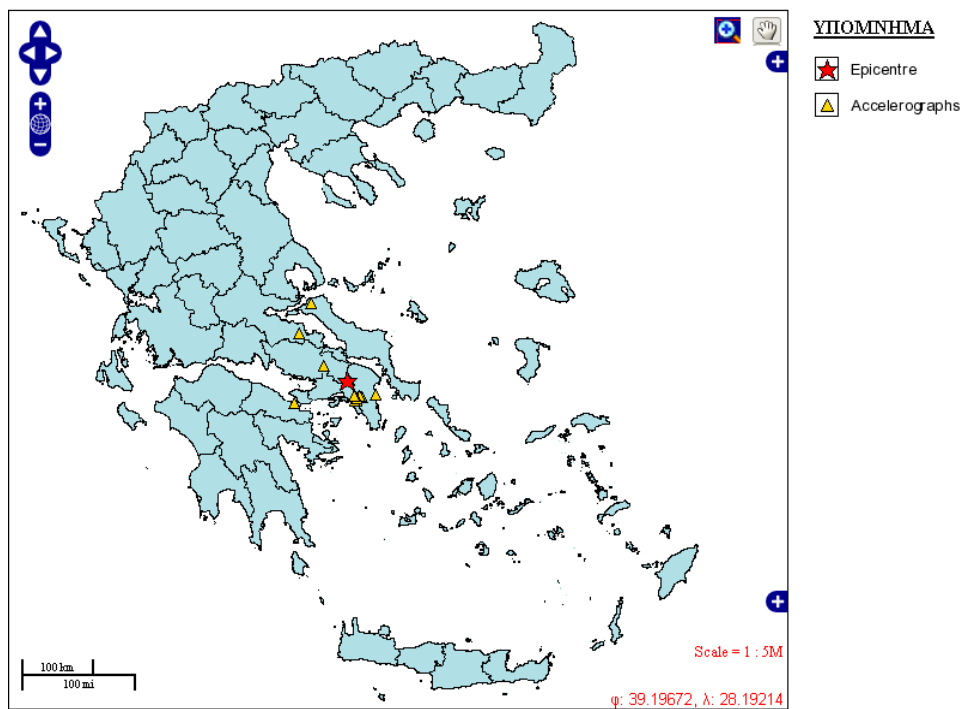 ΥΠΟΜΝΗΜΑ
Epicentre
Accelerographs
100 km
100 mi
Scale = 1 : 5M
φ: 39.19672, λ: 28.19214